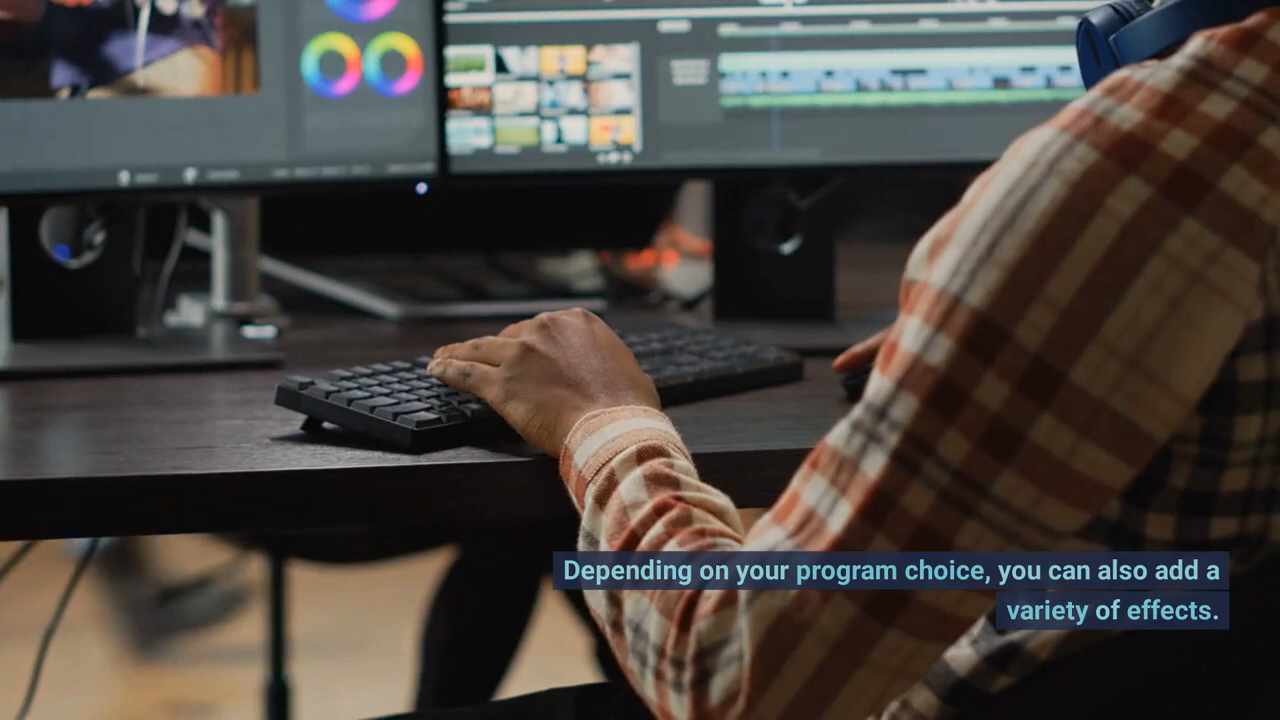 Depending on your program choice, you can also add a
variety of effects.